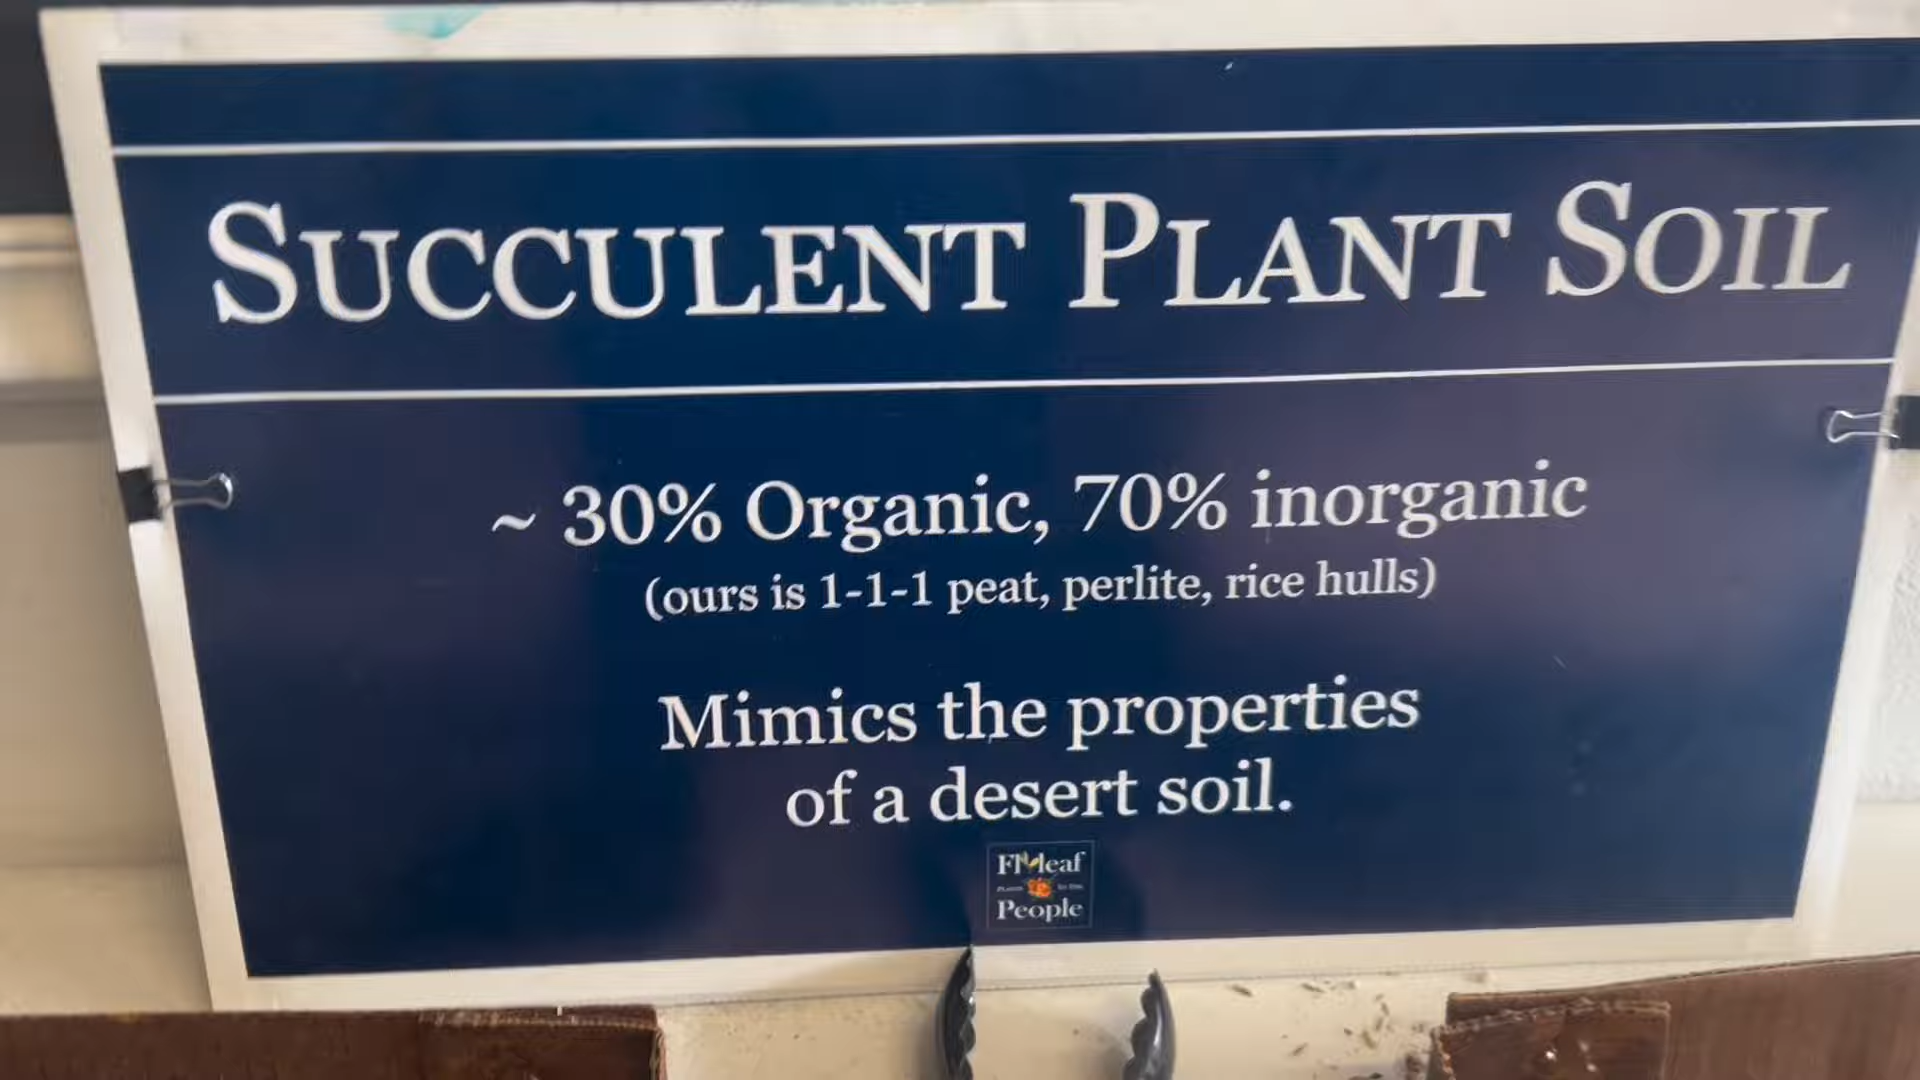 SUCCULENT PLANT SOIL
~ 30% Organic, 70% inorganic
(ours is 1-1-1 peat, perlite, rice hulls)
Mimics the properties
of a desert soil.
People